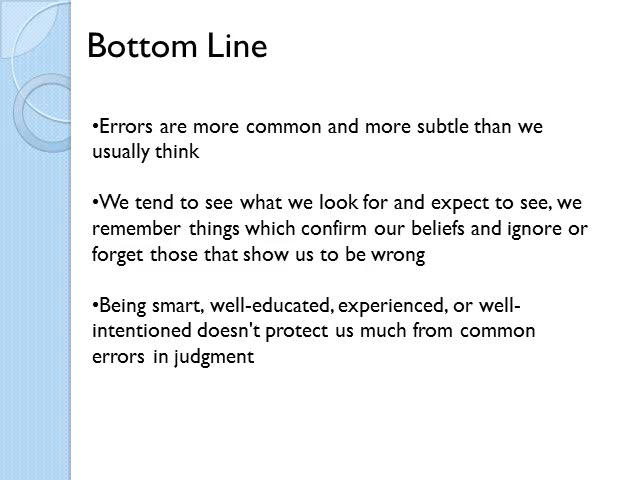 Bottom Line
•Errors are more common and more subtle than we
usually think
•We tend to see what we look for and expect to see, we
remember things which confirm our beliefs and ignore or
forget those that show us to be wrong
•Being smart, well-educated, experienced, or well-
intentioned doesn't protect us much from common
errors in judgment